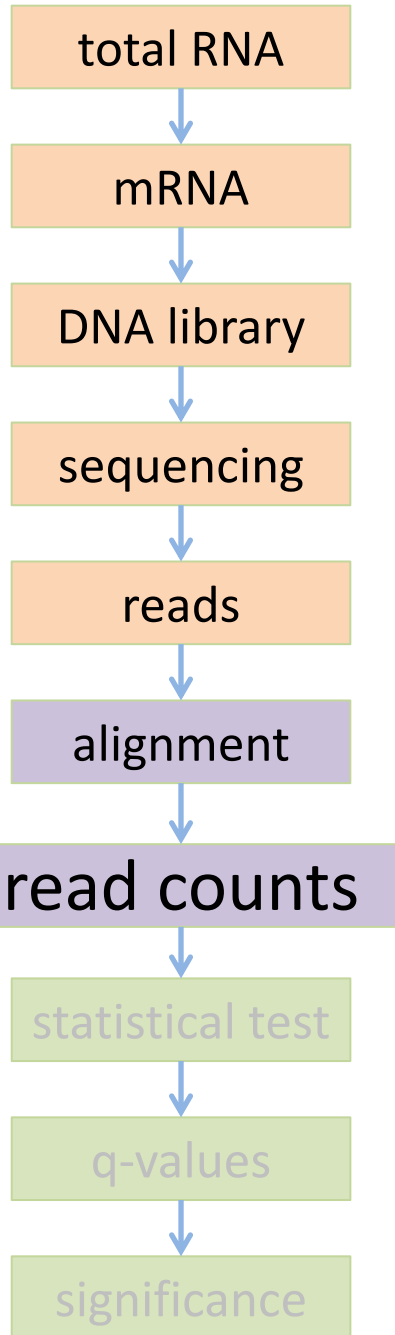 total RNA
mRNA
DNA library
sequencing
reads
alignment
read counts
statistical test
q-values
significance